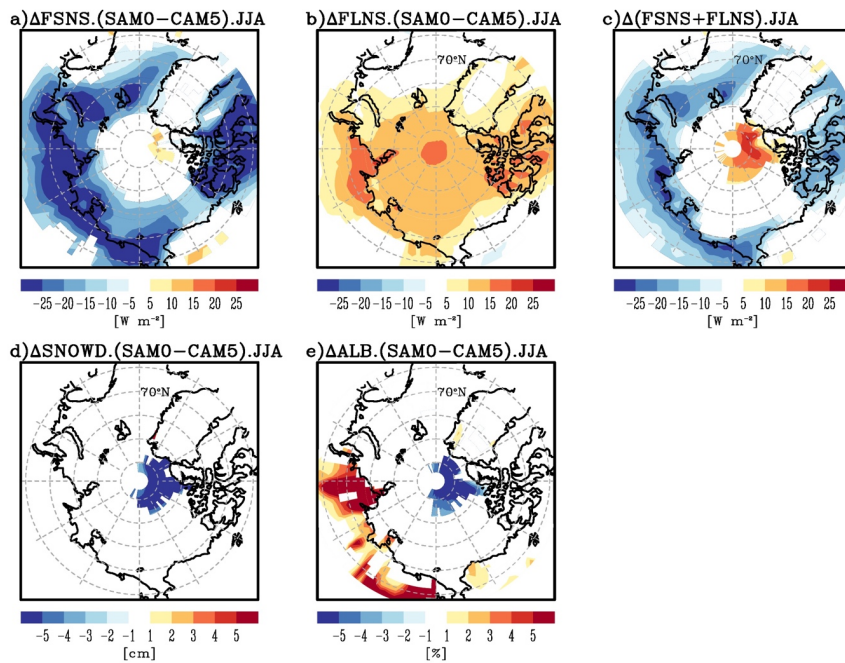 a)ΔFSNS.(SAM0−CAM5).JJA
b)ΔFLNS.(SAM0−CAM5).JJA
c)Δ(FSNS+FLNS).JJA
70°N
70°N
-25-20-15-10 -5 5 10 15 20 25
-25-20-15-10 -5 5 10 15 20 25
-25-20-15-10 -5 5 10 15 20 25
[W m⁻²]
[W m⁻²]
[W m⁻²]
d)ΔSNOWD.(SAM0−CAM5).JJA
e)ΔALB.(SAM0−CAM5).JJA
70°N
70°N
-5 -4 -3 -2 -1 1 2 3 4 5
-5 -4 -3 -2 -1 1 2 3 4 5
[cm]
[%]